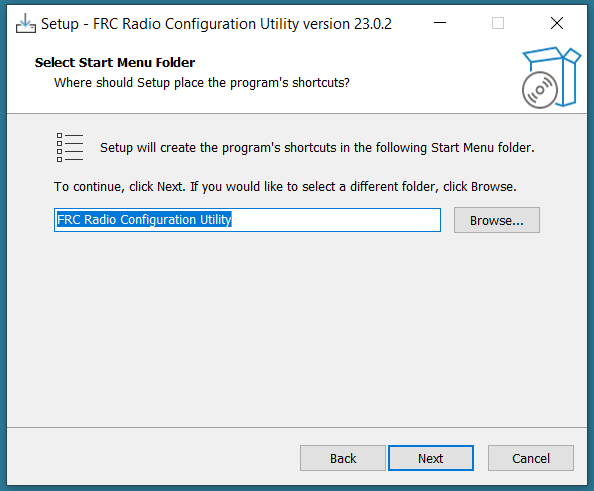 Setup - FRC Radio Configuration Utility version 23.0.2
Select Start Menu Folder
Where should Setup place the program's shortcuts?
Setup will create the program's shortcuts in the following Start Menu folder.
To continue, click Next. If you would like to select a different folder, click Browse.
FRC Radio Configuration Utility
Browse...
Back
Next
Cancel